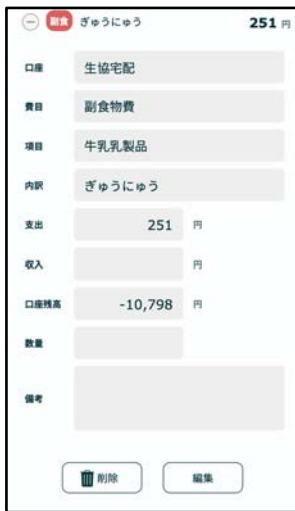 副食 ぎゅうにゅう 251 円
口座 生協宅配
費目 副食物費
項目 牛乳乳製品
内訳 ぎゅうにゅう
支出 251 円
収入 円
口座残高 -10,798 円
数量
備考
削除 編集